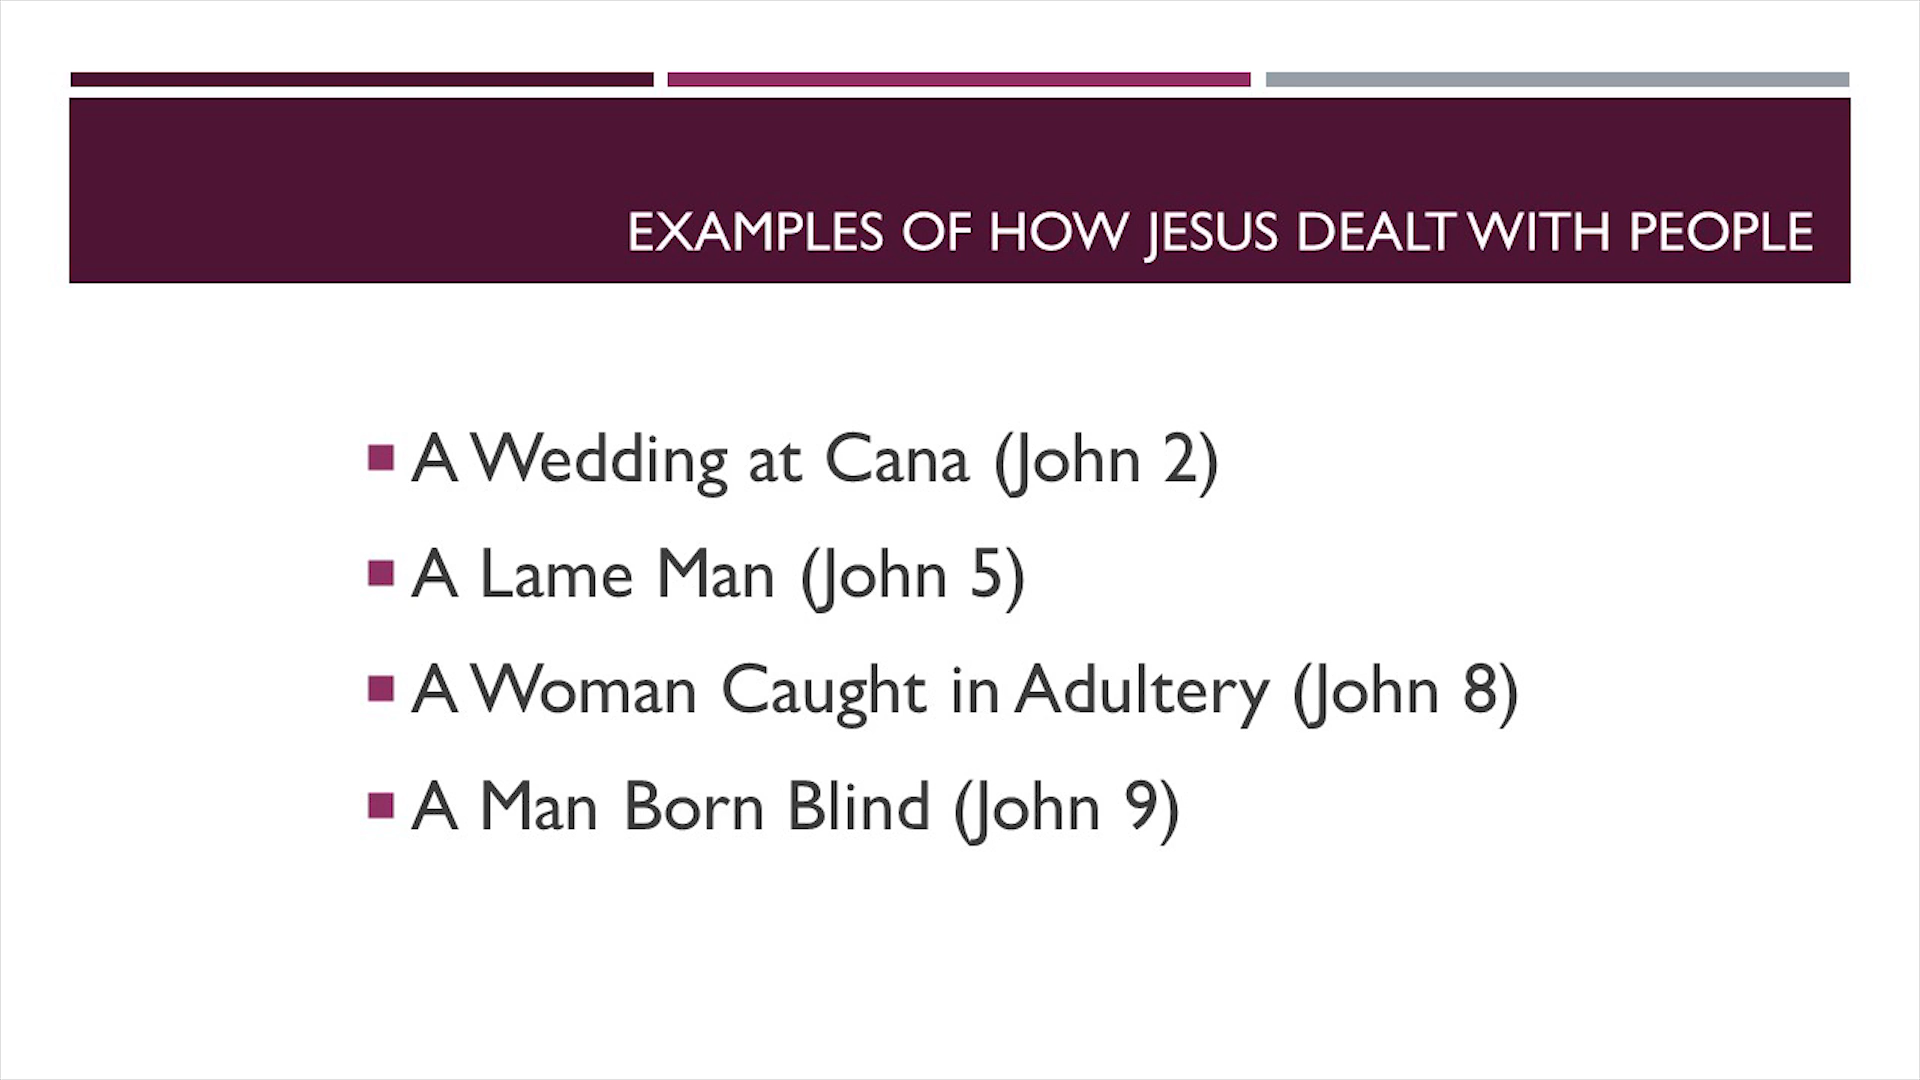 EXAMPLES OF HOW JESUS DEALT WITH PEOPLE
A Wedding at Cana (John 2)
A Lame Man (John 5)
A Woman Caught in Adultery (John 8)
A Man Born Blind (John 9)